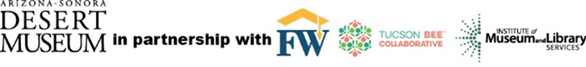 ARIZONA-SONORA
DESERT
MUSEUM
in partnership with
FW
TUCSON BEE
COLLABORATIVE
INSTITUTE of
Museum and Library
SERVICES